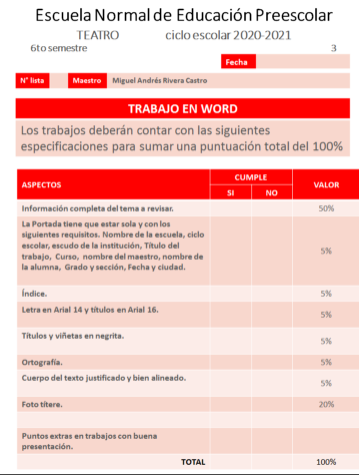 Escuela Normal de Educación Preescolar
TEATRO ciclo escolar 2020-2021
6to semestre 3
Fecha
N° lista Maestro Miguel Andrés Rivera Castro
TRABAJO EN WORD
Los trabajos deberán contar con las siguientes
especificaciones para sumar una puntuación total del 100%
ASPECTOS CUMPLE VALOR
SI NO
Información completa del tema a revisar. 50%
La Portada tiene que estar sola y con los
siguientes requisitos. Nombre de la escuela, ciclo
escolar, escudo de la institución, Título del
trabajo, Curso, nombre del maestro, nombre de
la alumna, Grado y sección, Fecha y ciudad. 5%
Índice. 5%
Letra en Arial 14 y títulos en Arial 16. 5%
Títulos y viñetas en negrita. 5%
Ortografía. 5%
Cuerpo del texto justificado y bien alineado. 5%
Foto títere. 20%
Puntos extras en trabajos con buena
presentación.
TOTAL 100%